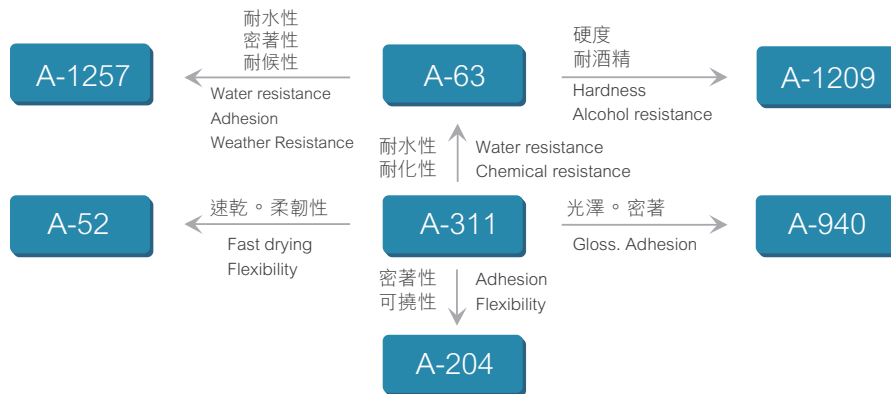 耐水性
密著性
耐候性
硬度
耐酒精
A-1257
A-63
A-1209
Water resistance
Adhesion
Weather Resistance
Hardness
Alcohol resistance
耐水性
耐化性
Water resistance
Chemical resistance
速乾。柔韌性
光澤。密著
A-52
A-311
A-940
Fast drying
Flexibility
Gloss. Adhesion
密著性
可撓性
Adhesion
Flexibility
A-204